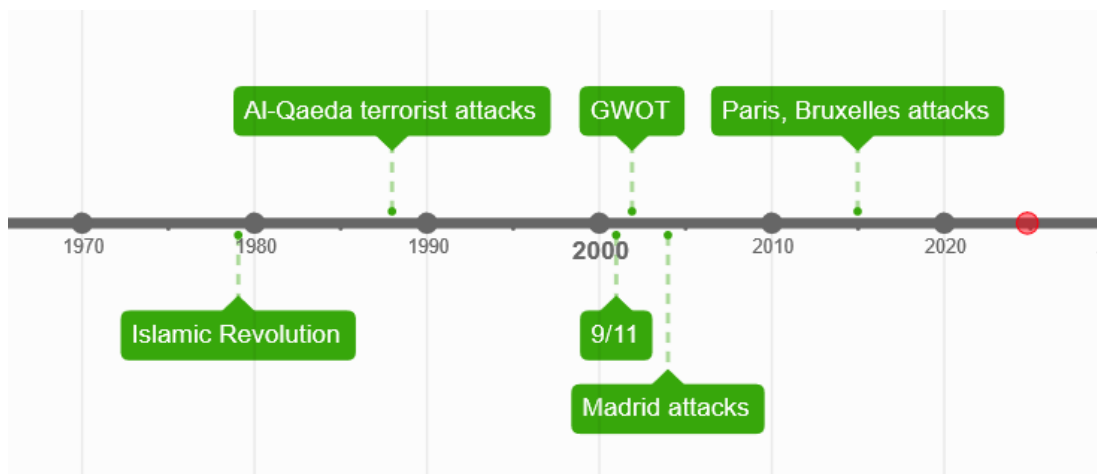 Al-Qaeda terrorist attacks
GWOT
Paris, Bruxelles attacks
1970
1980
1990
2000
2010
2020
Islamic Revolution
9/11
Madrid attacks